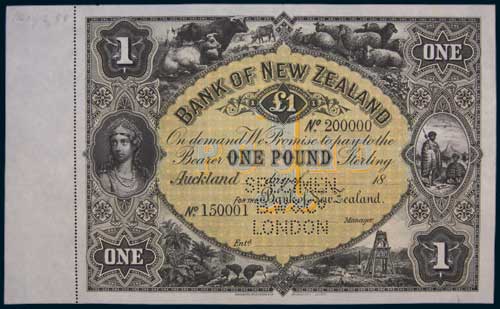 1
ONE
BANK OF NEW ZEALAND
£1
No. 200000
On demand We Promise to pay to the
Bearer ONE POUND Sterling
Auckland 18
SPECIMEN
FOR THE Bank of New Zealand.
No. 150001
B.W&Co
Manager.
LONDON
Entd.
ONE
1